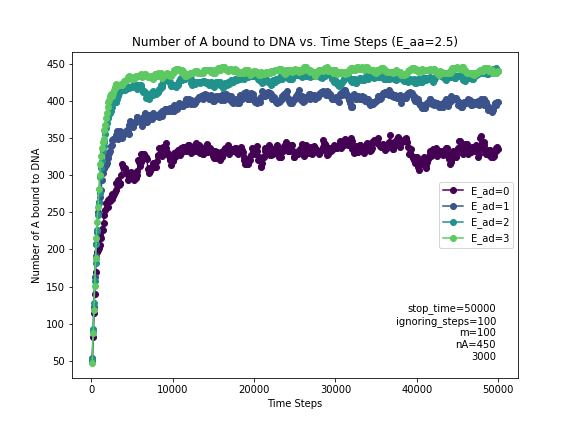 Number of A bound to DNA vs. Time Steps (E_aa=2.5)
Number of A bound to DNA
450
400
350
300
250
200
150
100
50
E_ad=0
E_ad=1
E_ad=2
E_ad=3
stop_time=50000
ignoring_steps=100
m=100
nA=450
3000
0
10000
20000
30000
40000
50000
Time Steps